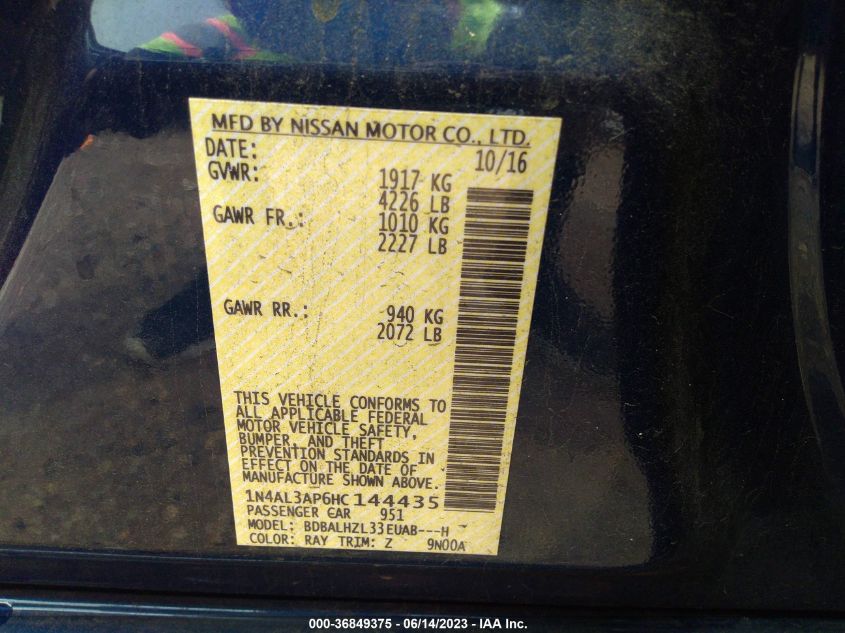 MFD BY NISSAN MOTOR CO., LTD.
DATE: 10/16
GVWR: 1917 KG
4226 LB
GAWR FR.: 1010 KG
2227 LB
GAWR RR.: 940 KG
2072 LB
THIS VEHICLE CONFORMS TO
ALL APPLICABLE FEDERAL
MOTOR VEHICLE SAFETY,
BUMPER, AND THEFT
PREVENTION STANDARDS IN
EFFECT ON THE DATE OF
MANUFACTURE SHOWN ABOVE.
1N4AL3AP6HC144435
PASSENGER CAR 951
MODEL: BDBALHZL33EUAB---H
COLOR: RAY TRIM: Z 9N00A
000-36849375 - 06/14/2023 - IAA Inc.